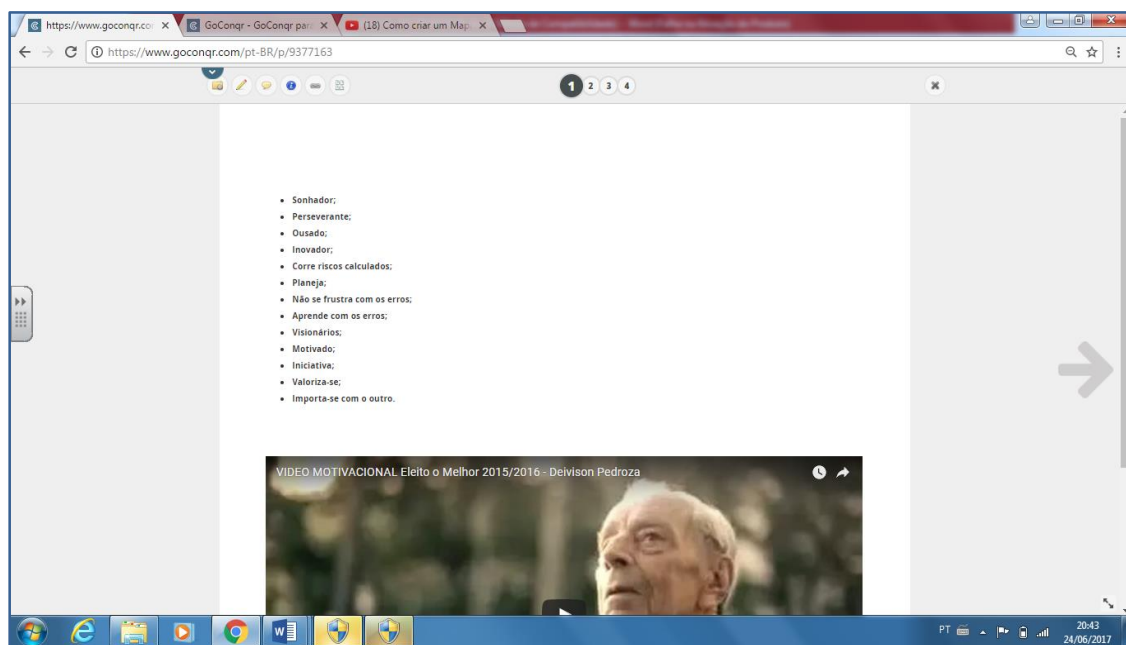 https://www.goconqr.co
GoConqr - GoConqr para
(18) Como criar um Mapa
https://www.goconqr.com/pt-BR/p/9377163
1 2 3 4
Sonhador;
Perseverante;
Ousado;
Inovador;
Corre riscos calculados;
Planeja;
Não se frustra com os erros;
Aprende com os erros;
Visionários;
Motivado;
Iniciativa;
Valoriza-se;
Importa-se com o outro.
VIDEO MOTIVACIONAL Eleito o Melhor 2015/2016 - Deivison Pedroza
PT
20:43
24/06/2017